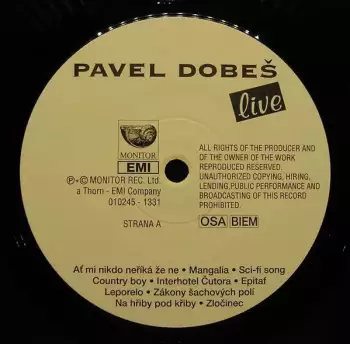 PAVEL DOBEŠ
live
MONITOR
EMI
℗•© MONITOR REC. Ltd.
a Thorn - EMI Company
010245 - 1331
STRANA A
ALL RIGHTS OF THE PRODUCER AND
OF THE OWNER OF THE WORK
REPRODUCED RESERVED.
UNAUTHORIZED COPYING, HIRING,
LENDING,PUBLIC PERFORMANCE AND
BROADCASTING OF THIS RECORD
PROHIBITED.
OSA BIEM
Ať mi nikdo neříká že ne • Mangalia • Sci-fi song
Country boy • Interhotel Čutora • Epitaf
Leporelo • Zákony šachových polí
Na hřiby pod křiby • Zločinec